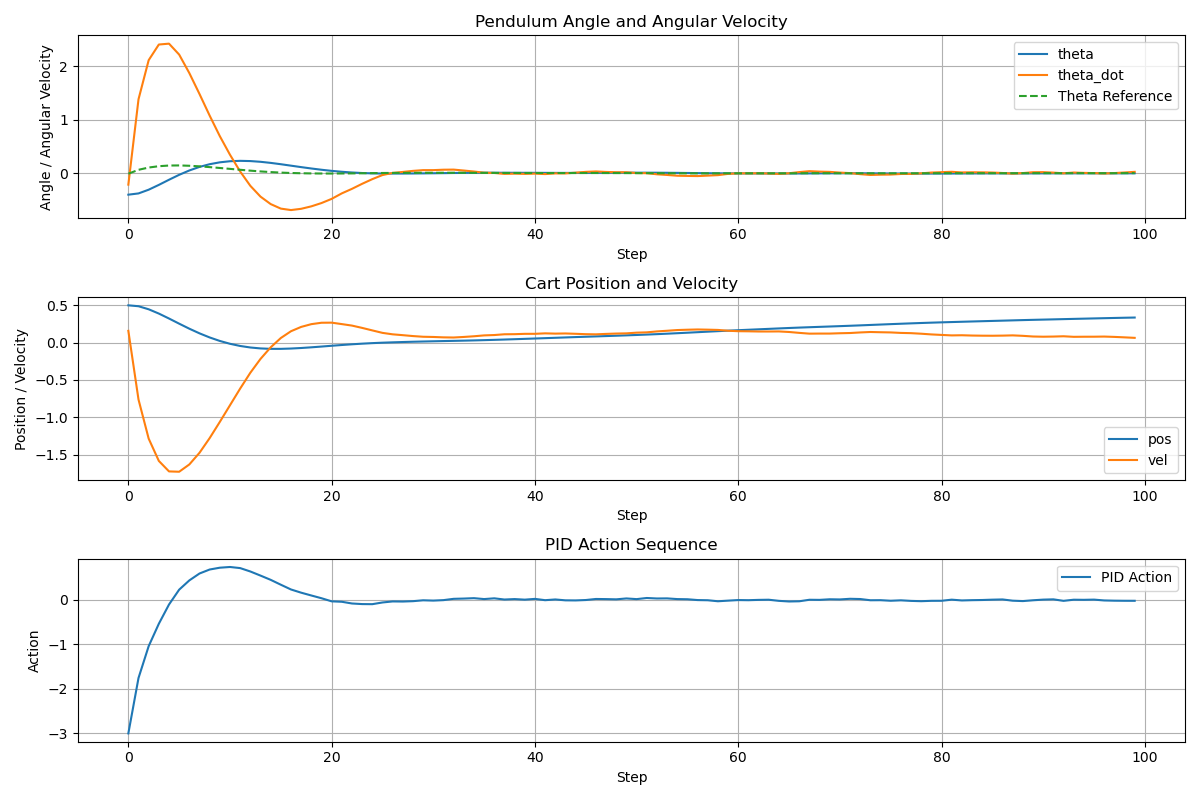 Pendulum Angle and Angular Velocity
Angle / Angular Velocity
2
1
0
theta
theta_dot
Theta Reference
0 20 40 60 80 100
Step
Cart Position and Velocity
Position / Velocity
0.5
0.0
−0.5
−1.0
−1.5
pos
vel
0 20 40 60 80 100
Step
PID Action Sequence
Action
0
−1
−2
−3
PID Action
0 20 40 60 80 100
Step